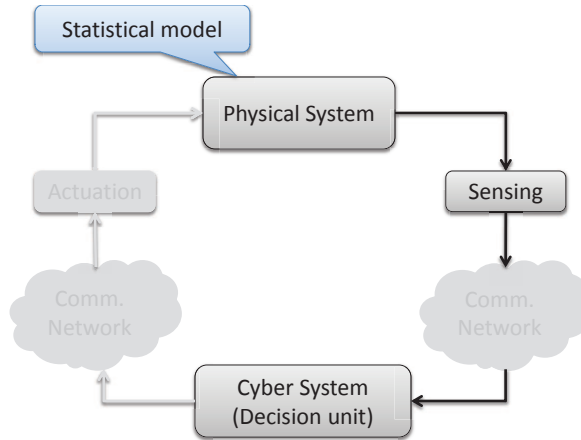 Statistical model
Physical System
Actuation
Sensing
Comm.
Network
Comm.
Network
Cyber System
(Decision unit)